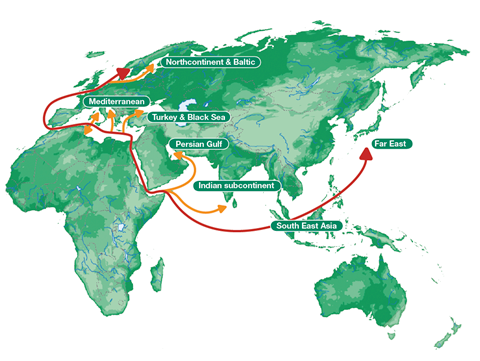 Northcontinent & Baltic
Mediterranean
Turkey & Black Sea
Persian Gulf
Far East
Indian subcontinent
South East Asia